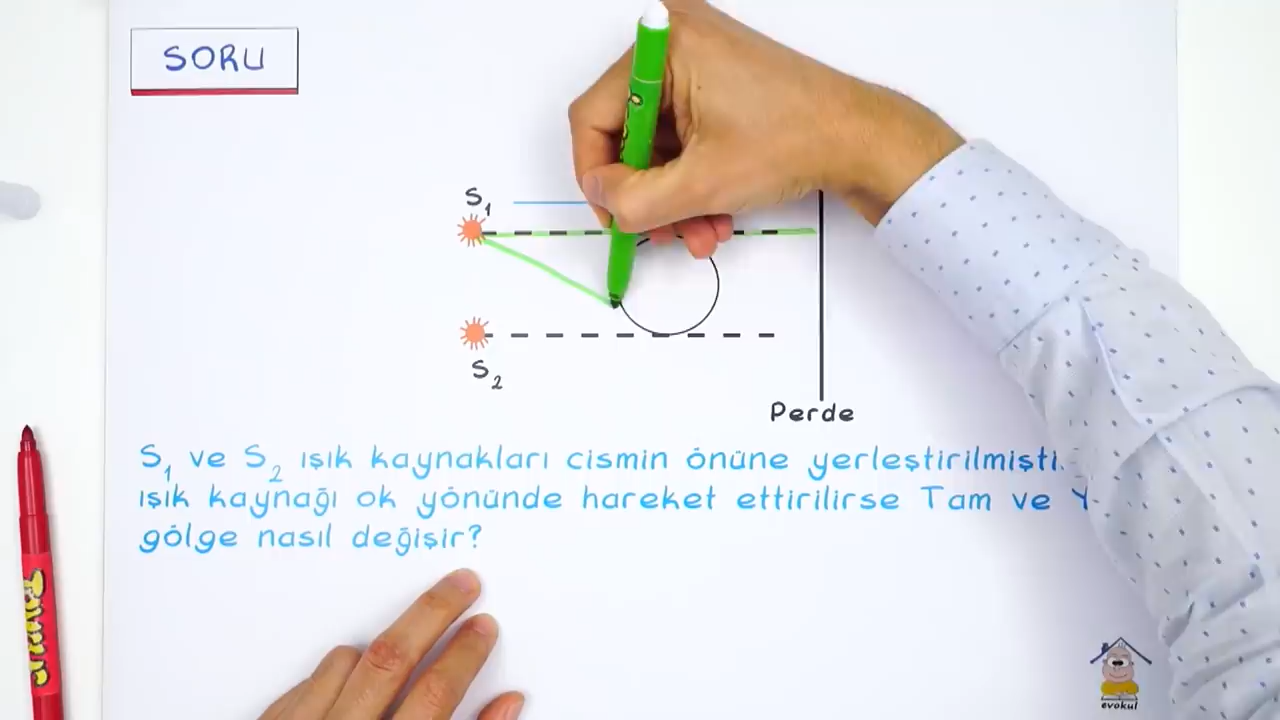 SORU
S1
S2
Perde
S1 ve S2 ışık kaynakları cismin önüne yerleştirilmişti.
ışık kaynağı ok yönünde hareket ettirilirse Tam ve
gölge nasıl değişir?
evokul